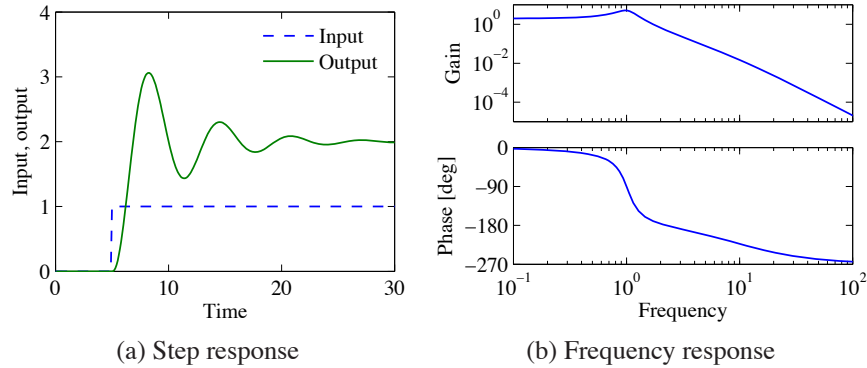 4
3
2
1
0
Input, output
Input
Output
0
10
20
30
Time
(a) Step response
10^0
10^-2
10^-4
Gain
0
-90
-180
-270
Phase [deg]
10^-1
10^0
10^1
10^2
Frequency
(b) Frequency response